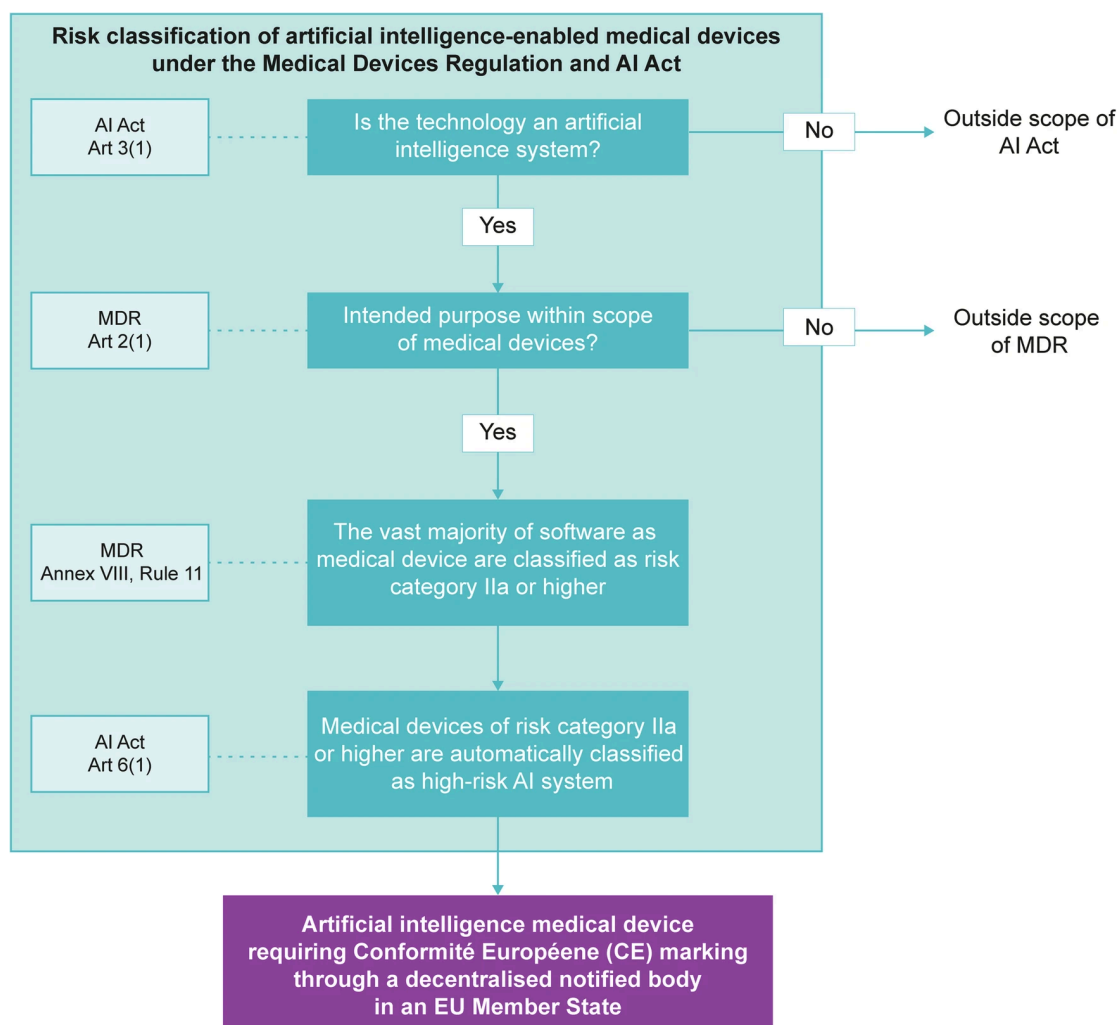 Risk classification of artificial intelligence-enabled medical devices
under the Medical Devices Regulation and AI Act
AI Act
Art 3(1)
Is the technology an artificial
intelligence system?
No
Outside scope of
AI Act
Yes
MDR
Art 2(1)
Intended purpose within scope
of medical devices?
No
Outside scope
of MDR
Yes
MDR
Annex VIII, Rule 11
The vast majority of software as
medical device are classified as risk
category IIa or higher
AI Act
Art 6(1)
Medical devices of risk category IIa
or higher are automatically classified
as high-risk AI system
Artificial intelligence medical device
requiring Conformité Européene (CE) marking
through a decentralised notified body
in an EU Member State